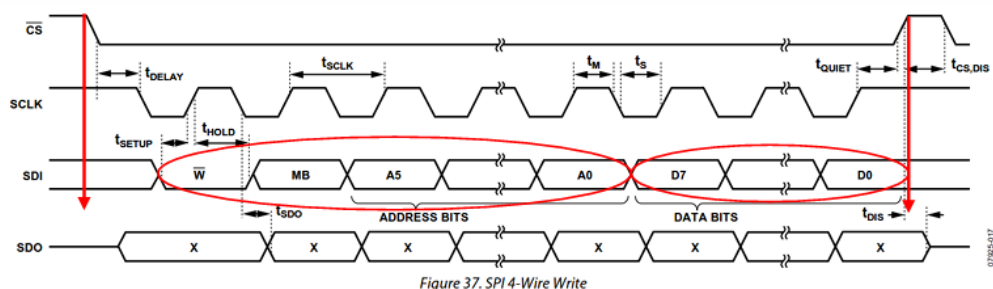 CS
tDELAY
tSCLK
tM
tS
tQUIET
tCS,DIS
SCLK
tSETUP
tHOLD
SDI
W
MB
A5
A0
D7
D0
tSDO
ADDRESS BITS
DATA BITS
tDIS
SDO
X
X
X
X
X
X
07925-017
Figure 37. SPI 4-Wire Write